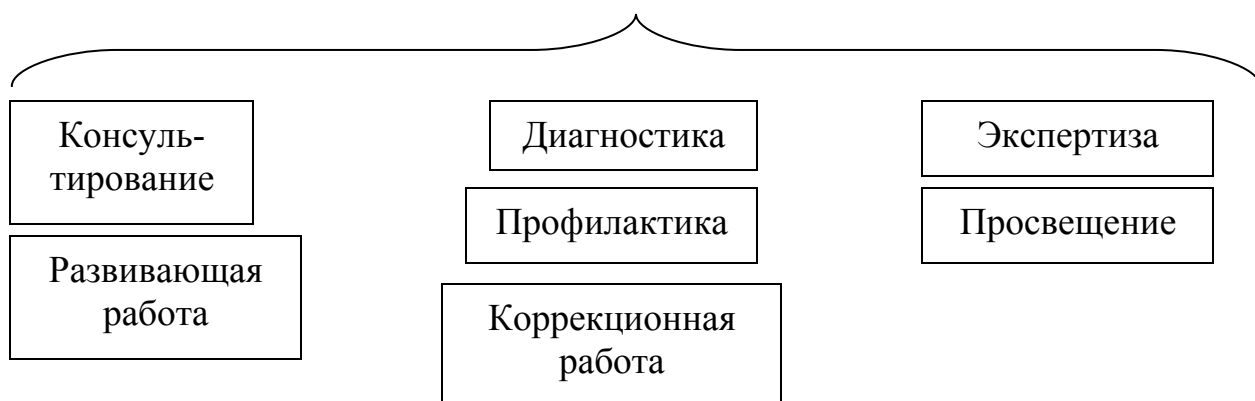 Консуль-
тирование
Развивающая
работа
Диагностика
Профилактика
Коррекционная
работа
Экспертиза
Просвещение